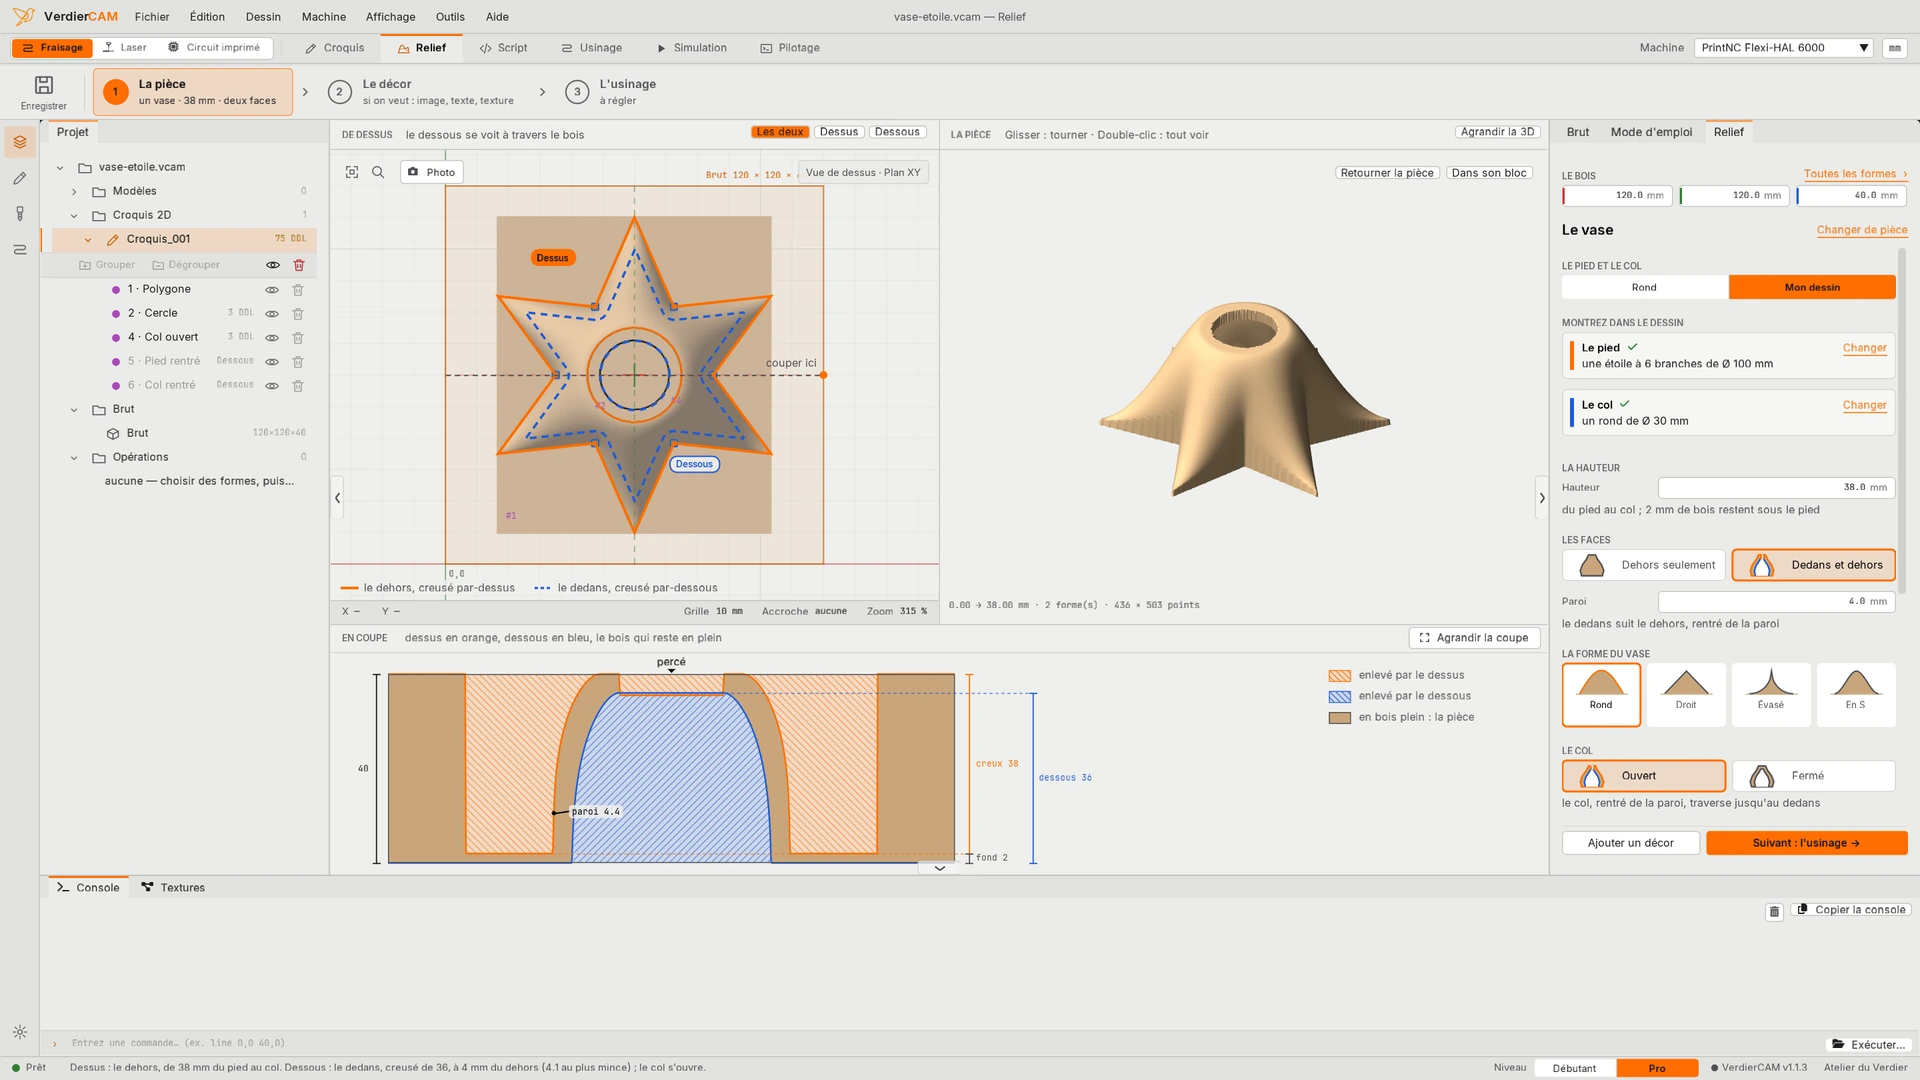 VerdierCAM Fichier Édition Dessin Machine Affichage Outils Aide
vase-etoile.vcam — Relief
Fraisage Laser Circuit imprimé Croquis Relief Script Usinage Simulation Pilotage
Machine PrintNC Flexi-HAL 6000 mm
Enregistrer
1 La pièce
un vase · 38 mm · deux faces
2 Le décor
si on veut : image, texte, texture
3 L'usinage
à régler
Projet
vase-etoile.vcam
Modèles 0
Croquis 2D 1
Croquis_001 75 DDL
Grouper Dégrouper
1 · Polygone
2 · Cercle 3 DDL
4 · Col ouvert 3 DDL
5 · Pied rentré Dessous
6 · Col rentré Dessous
Brut
Brut 120×120×40
Opérations 0
aucune — choisir des formes, puis...
DE DESSUS le dessous se voit à travers le bois
Les deux Dessus Dessous
Photo
Brut 120 × 120 ×
Vue de dessus · Plan XY
Dessus
couper ici
#2
#4
Dessous
#1
0,0
le dehors, creusé par-dessus le dedans, creusé par-dessous
X — Y — Grille 10 mm Accroche aucune Zoom 315 %
LA PIÈCE Glisser : tourner · Double-clic : tout voir
Agrandir la 3D
Retourner la pièce Dans son bloc
0.00 → 38.00 mm · 2 forme(s) · 436 × 503 points
EN COUPE dessus en orange, dessous en bleu, le bois qui reste en plein
Agrandir la coupe
percé
40
paroi 4.4
creux 38
dessous 36
fond 2
enlevé par le dessus
enlevé par le dessous
en bois plein : la pièce
Brut Mode d'emploi Relief
LE BOIS Toutes les formes ›
120.0 mm 120.0 mm 40.0 mm
Le vase Changer de pièce
LE PIED ET LE COL
Rond Mon dessin
MONTREZ DANS LE DESSIN
Le pied Changer
une étoile à 6 branches de Ø 100 mm
Le col Changer
un rond de Ø 30 mm
LA HAUTEUR
Hauteur 38.0 mm
du pied au col ; 2 mm de bois restent sous le pied
LES FACES
Dehors seulement Dedans et dehors
Paroi 4.0 mm
le dedans suit le dehors, rentré de la paroi
LA FORME DU VASE
Rond Droit Évasé En S
LE COL
Ouvert Fermé
le col, rentré de la paroi, traverse jusqu'au dedans
Ajouter un décor Suivant : l'usinage →
Console Textures
Copier la console
› Entrez une commande… (ex. line 0,0 40,0)
Exécuter...
Prêt Dessus : le dehors, de 38 mm du pied au col. Dessous : le dedans, creusé de 36, à 4 mm du dehors (4.1 au plus mince) ; le col s'ouvre.
Niveau Débutant Pro VerdierCAM v1.1.3 Atelier du Verdier